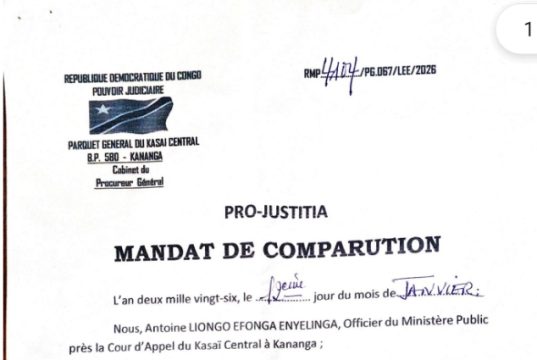 1
REPUBLIQUE DEMOCRATIQUE DU CONGO
POUVOIR JUDICIAIRE
PARQUET GENERAL DU KASAI CENTRAL
B.P. 580 - KANANGA
Cabinet du
Procureur Général
RMP /PG.067/LEE/2026
PRO-JUSTITIA
MANDAT DE COMPARUTION
L'an deux mille vingt-six, le ............ jour du mois de JANVIER;
Nous, Antoine LIONGO EFONGA ENYELINGA, Officier du Ministère Public
près la Cour d'Appel du Kasaï Central à Kananga ;